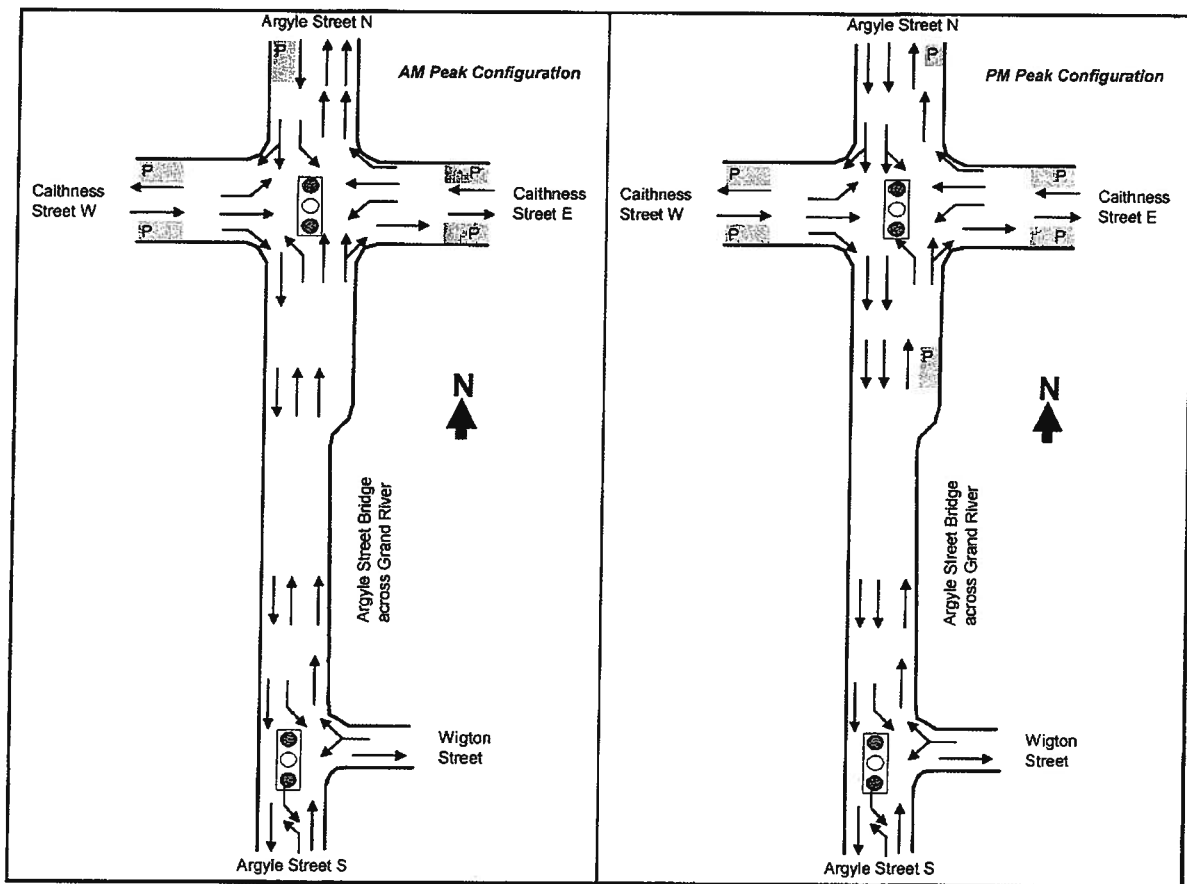 Argyle Street N
P
AM Peak Configuration
P
P
Caithness
Street W
Caithness
Street E
P
P
N
Argyle Street Bridge
across Grand River
Wigton
Street
Argyle Street S
Argyle Street N
P
PM Peak Configuration
P
P
Caithness
Street W
Caithness
Street E
P
P
P
N
Argyle Street Bridge
across Grand River
Wigton
Street
Argyle Street S